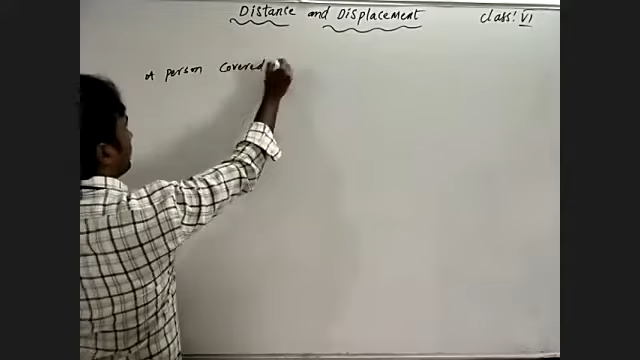 Distance and Displacement
class: VI
A person covered